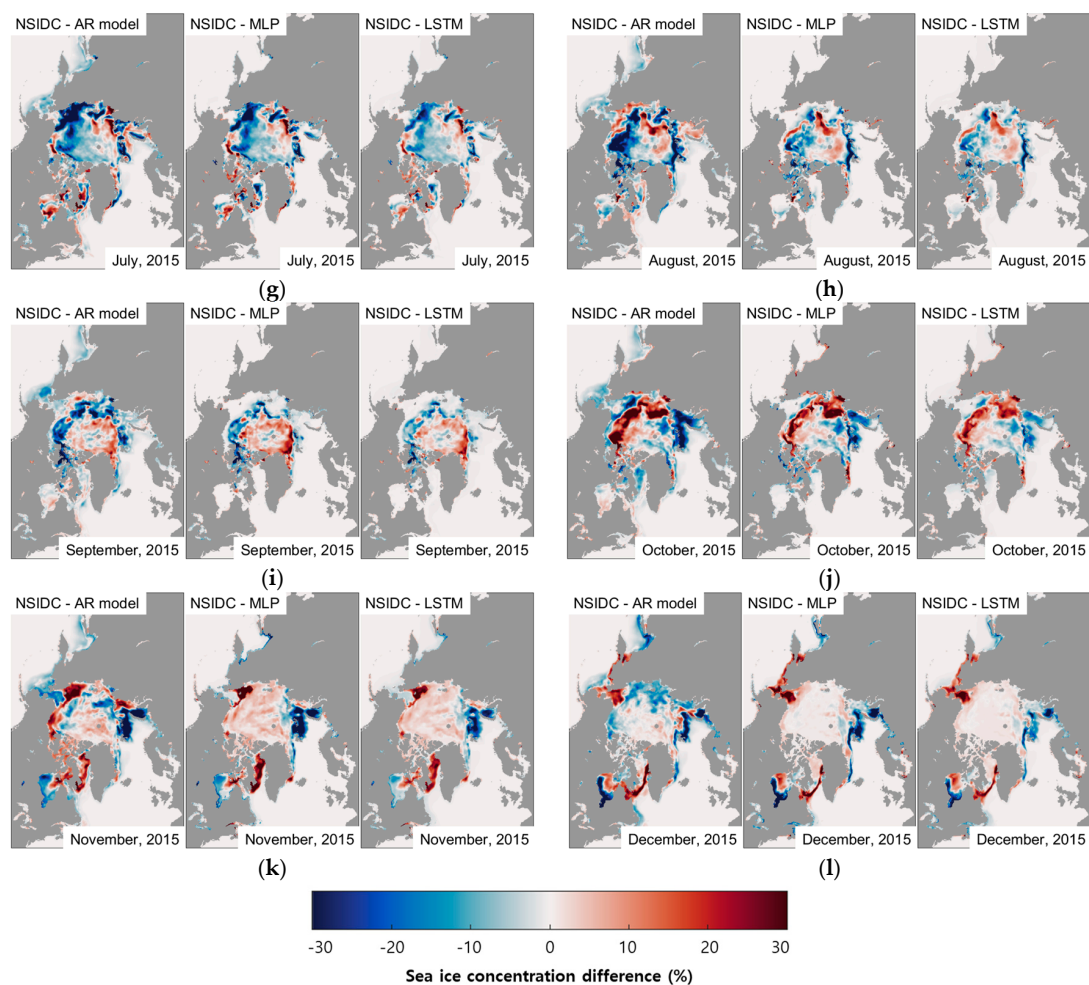 NSIDC - AR model NSIDC - MLP NSIDC - LSTM
July, 2015 July, 2015 July, 2015
(g)
NSIDC - AR model NSIDC - MLP NSIDC - LSTM
August, 2015 August, 2015 August, 2015
(h)
NSIDC - AR model NSIDC - MLP NSIDC - LSTM
September, 2015 September, 2015 September, 2015
(i)
NSIDC - AR model NSIDC - MLP NSIDC - LSTM
October, 2015 October, 2015 October, 2015
(j)
NSIDC - AR model NSIDC - MLP NSIDC - LSTM
November, 2015 November, 2015 November, 2015
(k)
NSIDC - AR model NSIDC - MLP NSIDC - LSTM
December, 2015 December, 2015 December, 2015
(l)
-30 -20 -10 0 10 20 30
Sea ice concentration difference (%)